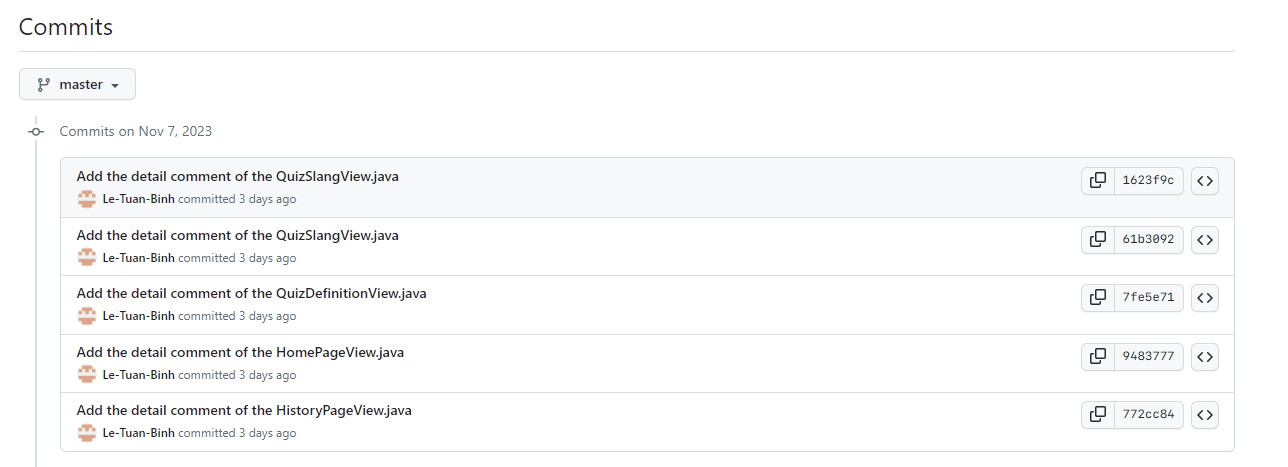 Commits
master
Commits on Nov 7, 2023
Add the detail comment of the QuizSlangView.java
1623f9c
Le-Tuan-Binh committed 3 days ago
Add the detail comment of the QuizSlangView.java
61b3092
Le-Tuan-Binh committed 3 days ago
Add the detail comment of the QuizDefinitionView.java
7fe5e71
Le-Tuan-Binh committed 3 days ago
Add the detail comment of the HomePageView.java
9483777
Le-Tuan-Binh committed 3 days ago
Add the detail comment of the HistoryPageView.java
772cc84
Le-Tuan-Binh committed 3 days ago